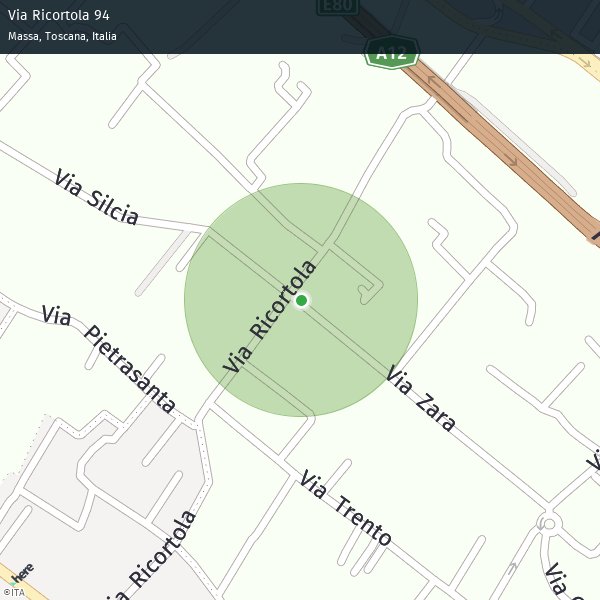 Via Ricortola 94
Massa, Toscana, Italia
E80
A12
Via Silcia
Via Ricortola
Via Pietrasanta
Via Zara
Via Trento
Via Ricortola
Via
here
©ITA